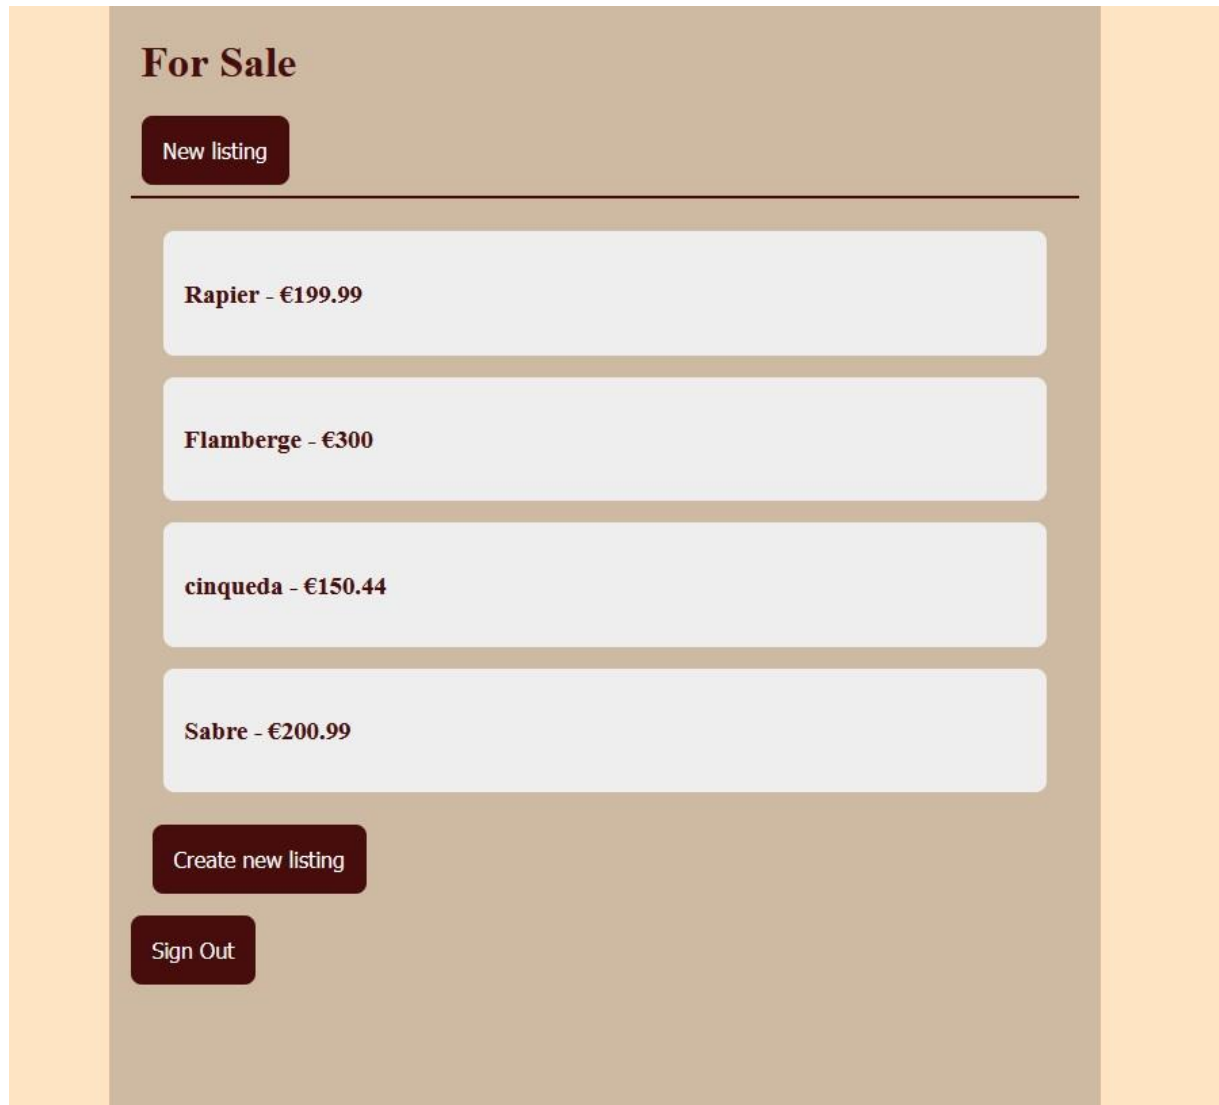 For Sale
New listing
Rapier - €199.99
Flamberge - €300
cinqueda - €150.44
Sabre - €200.99
Create new listing
Sign Out